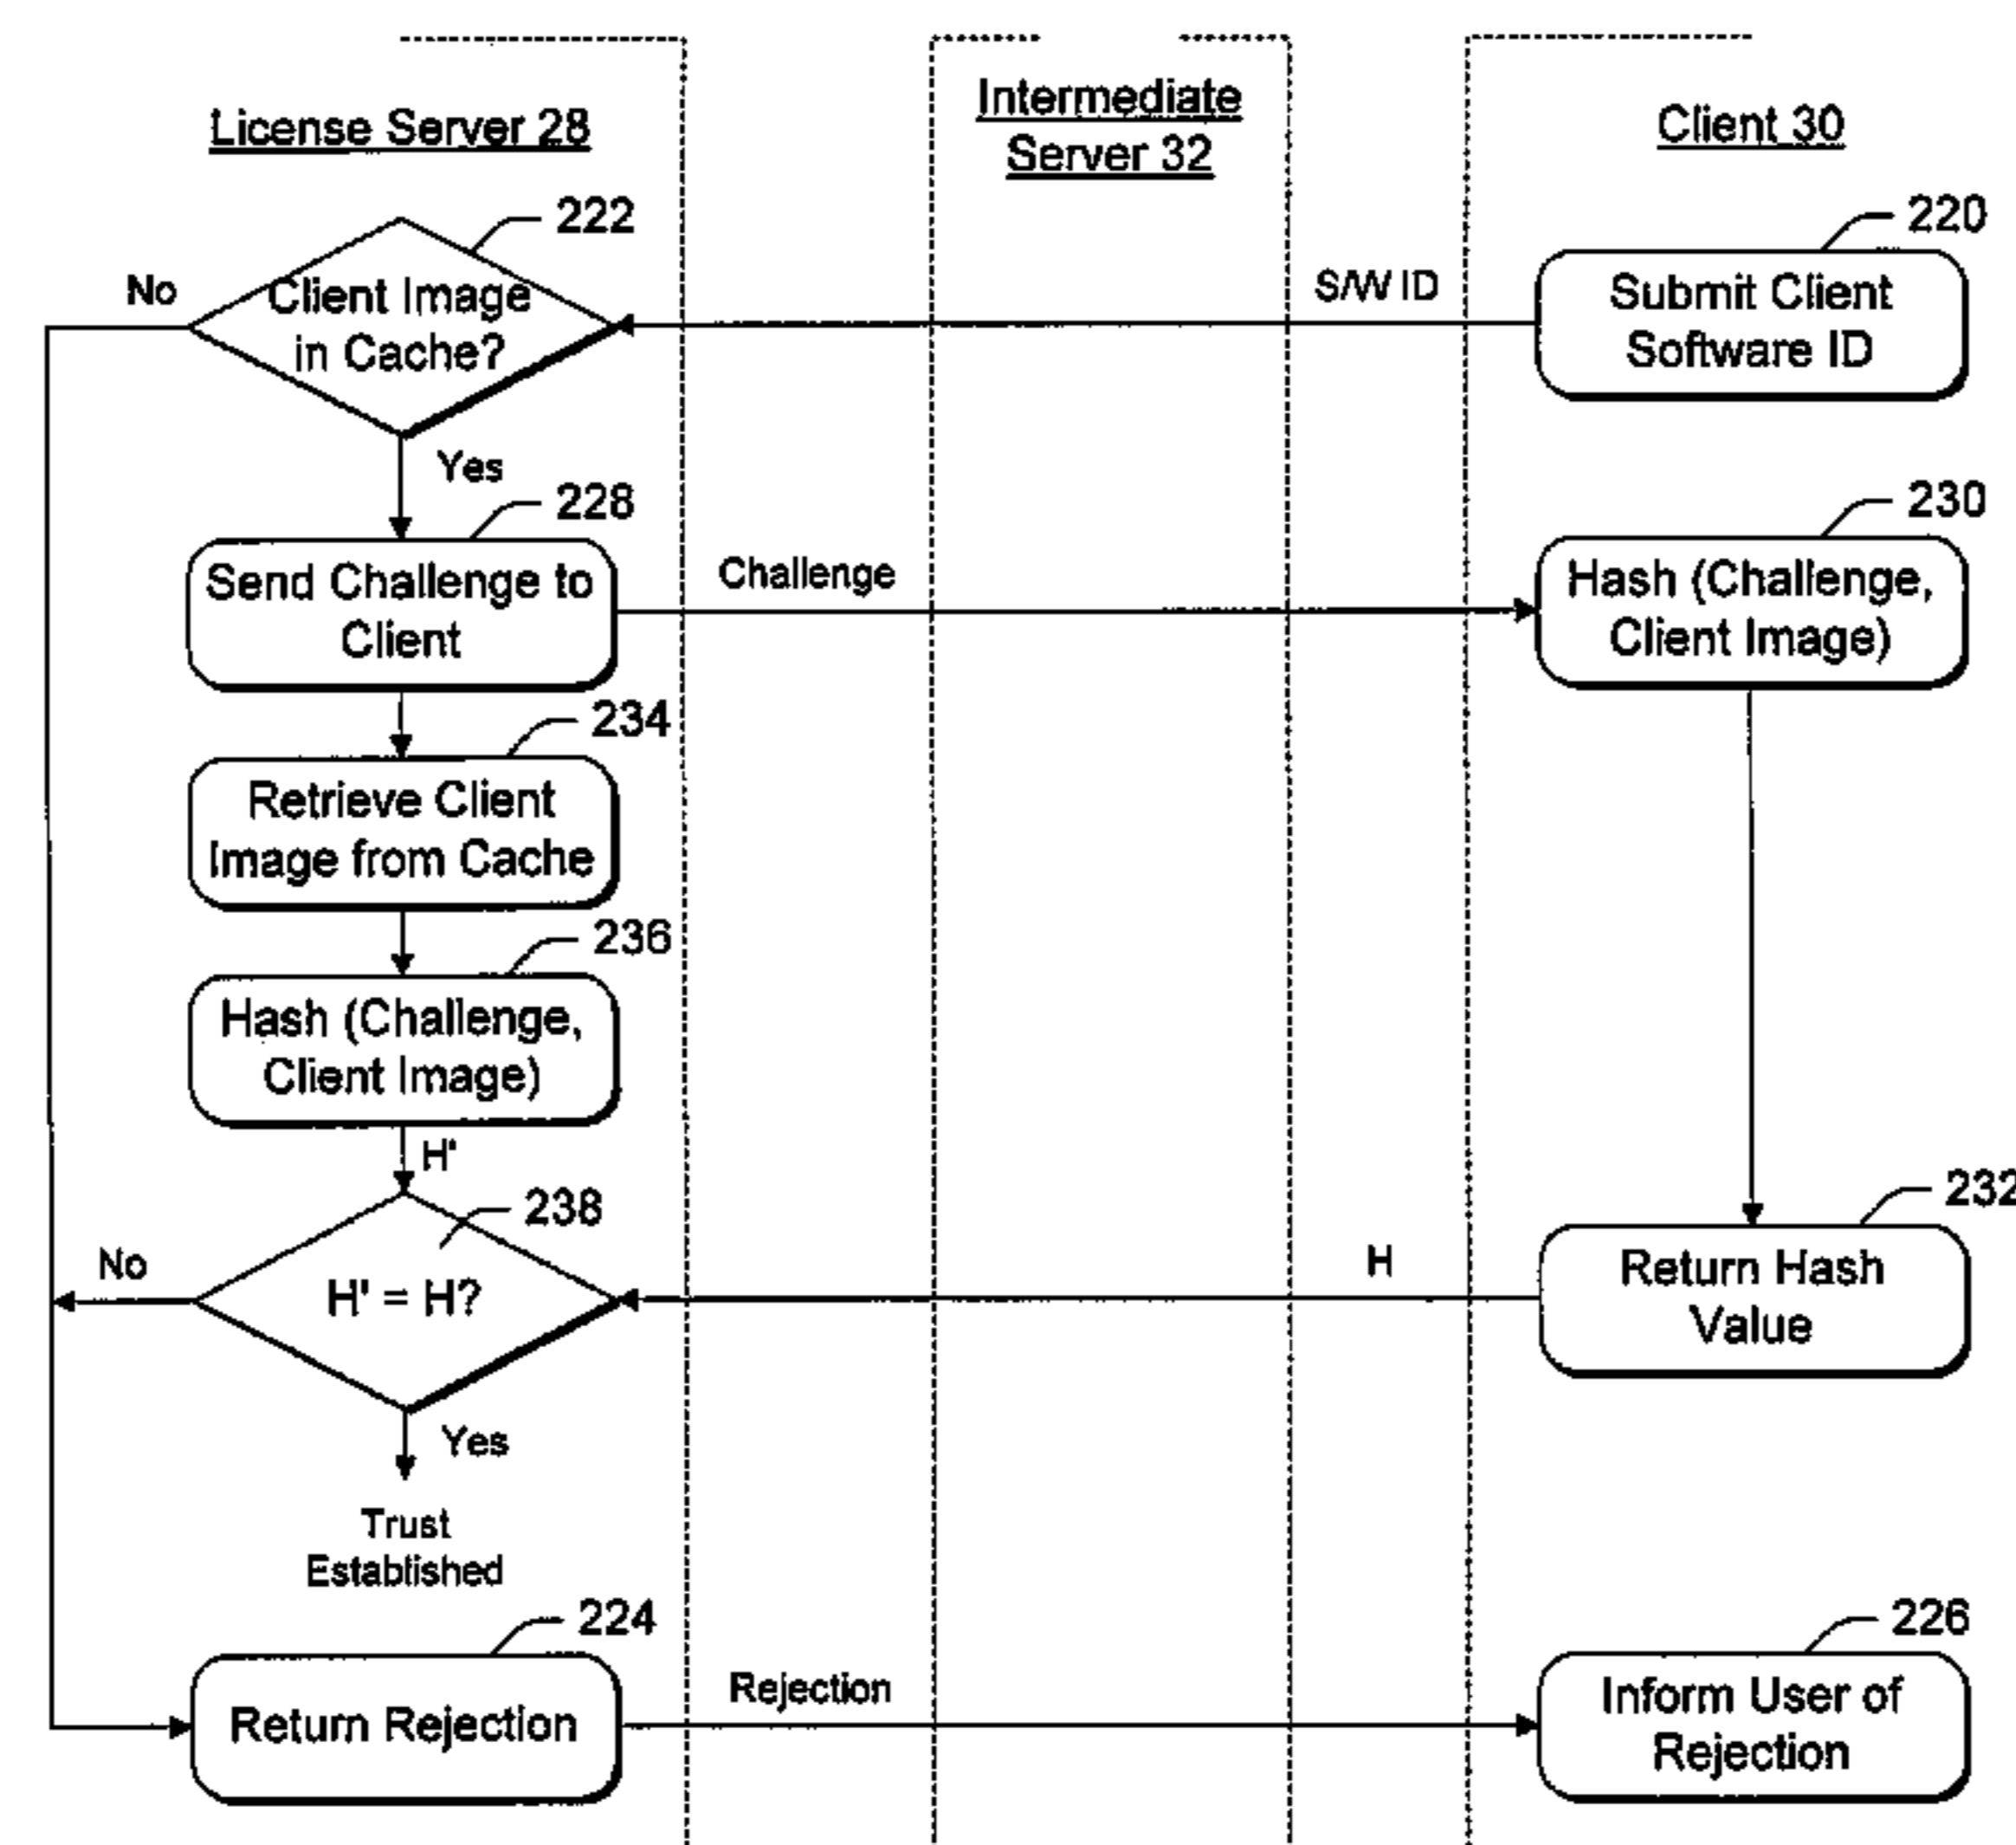 License Server 28
Intermediate
Server 32
Client 30
222
Client Image
in Cache?
No
Yes
S/W ID
220
Submit Client
Software ID
228
Send Challenge to
Client
Challenge
230
Hash (Challenge,
Client Image)
234
Retrieve Client
Image from Cache
236
Hash (Challenge,
Client Image)
H'
238
H' = H?
No
Yes
H
232
Return Hash
Value
Trust
Established
224
Return Rejection
Rejection
226
Inform User of
Rejection